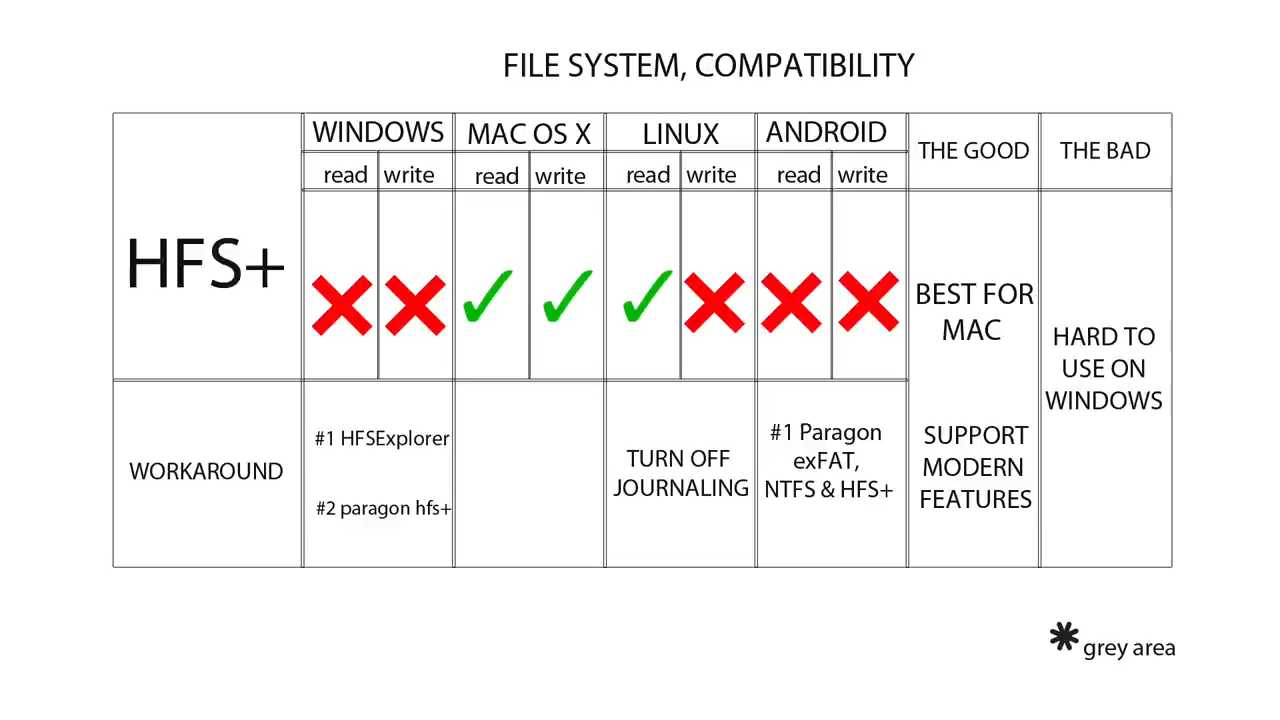 FILE SYSTEM, COMPATIBILITY
WINDOWS
MAC OS X
LINUX
ANDROID
THE GOOD
THE BAD
read
write
read
write
read
write
read
write
HFS+
BEST FOR
MAC
SUPPORT
MODERN
FEATURES
HARD TO
USE ON
WINDOWS
WORKAROUND
#1 HFSExplorer
#2 paragon hfs+
TURN OFF
JOURNALING
#1 Paragon
exFAT,
NTFS & HFS+
* grey area